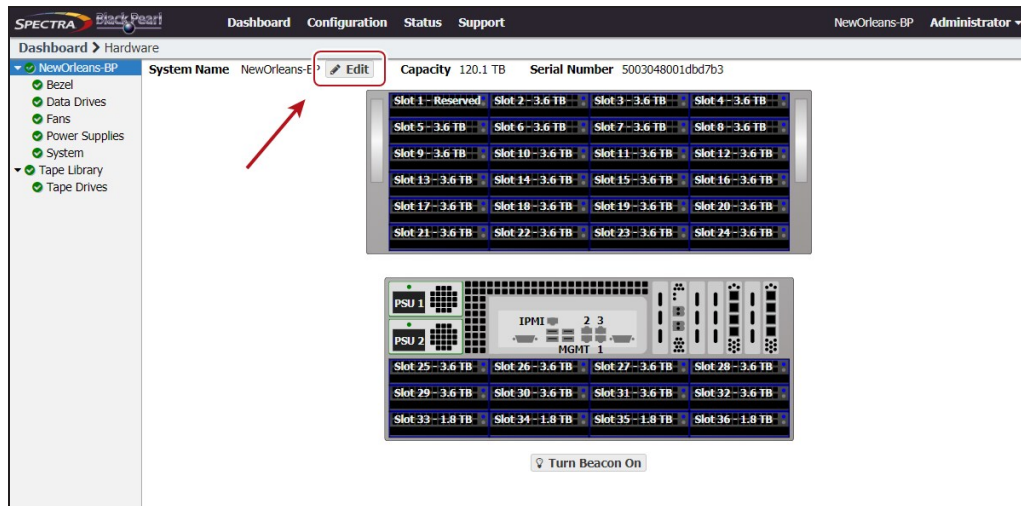 SPECTRA BlackPearl Dashboard Configuration Status Support NewOrleans-BP Administrator
Dashboard > Hardware
NewOrleans-BP
Bezel
Data Drives
Fans
Power Supplies
System
Tape Library
Tape Drives
System Name NewOrleans-BP Edit Capacity 120.1 TB Serial Number 5003048001dbd7b3
Slot 1 - Reserved Slot 2 - 3.6 TB Slot 3 - 3.6 TB Slot 4 - 3.6 TB
Slot 5 - 3.6 TB Slot 6 - 3.6 TB Slot 7 - 3.6 TB Slot 8 - 3.6 TB
Slot 9 - 3.6 TB Slot 10 - 3.6 TB Slot 11 - 3.6 TB Slot 12 - 3.6 TB
Slot 13 - 3.6 TB Slot 14 - 3.6 TB Slot 15 - 3.6 TB Slot 16 - 3.6 TB
Slot 17 - 3.6 TB Slot 18 - 3.6 TB Slot 19 - 3.6 TB Slot 20 - 3.6 TB
Slot 21 - 3.6 TB Slot 22 - 3.6 TB Slot 23 - 3.6 TB Slot 24 - 3.6 TB
PSU 1
IPMI 2 3
PSU 2
MGMT 1
Slot 25 - 3.6 TB Slot 26 - 3.6 TB Slot 27 - 3.6 TB Slot 28 - 3.6 TB
Slot 29 - 3.6 TB Slot 30 - 3.6 TB Slot 31 - 3.6 TB Slot 32 - 3.6 TB
Slot 33 - 1.8 TB Slot 34 - 1.8 TB Slot 35 - 1.8 TB Slot 36 - 1.8 TB
Turn Beacon On